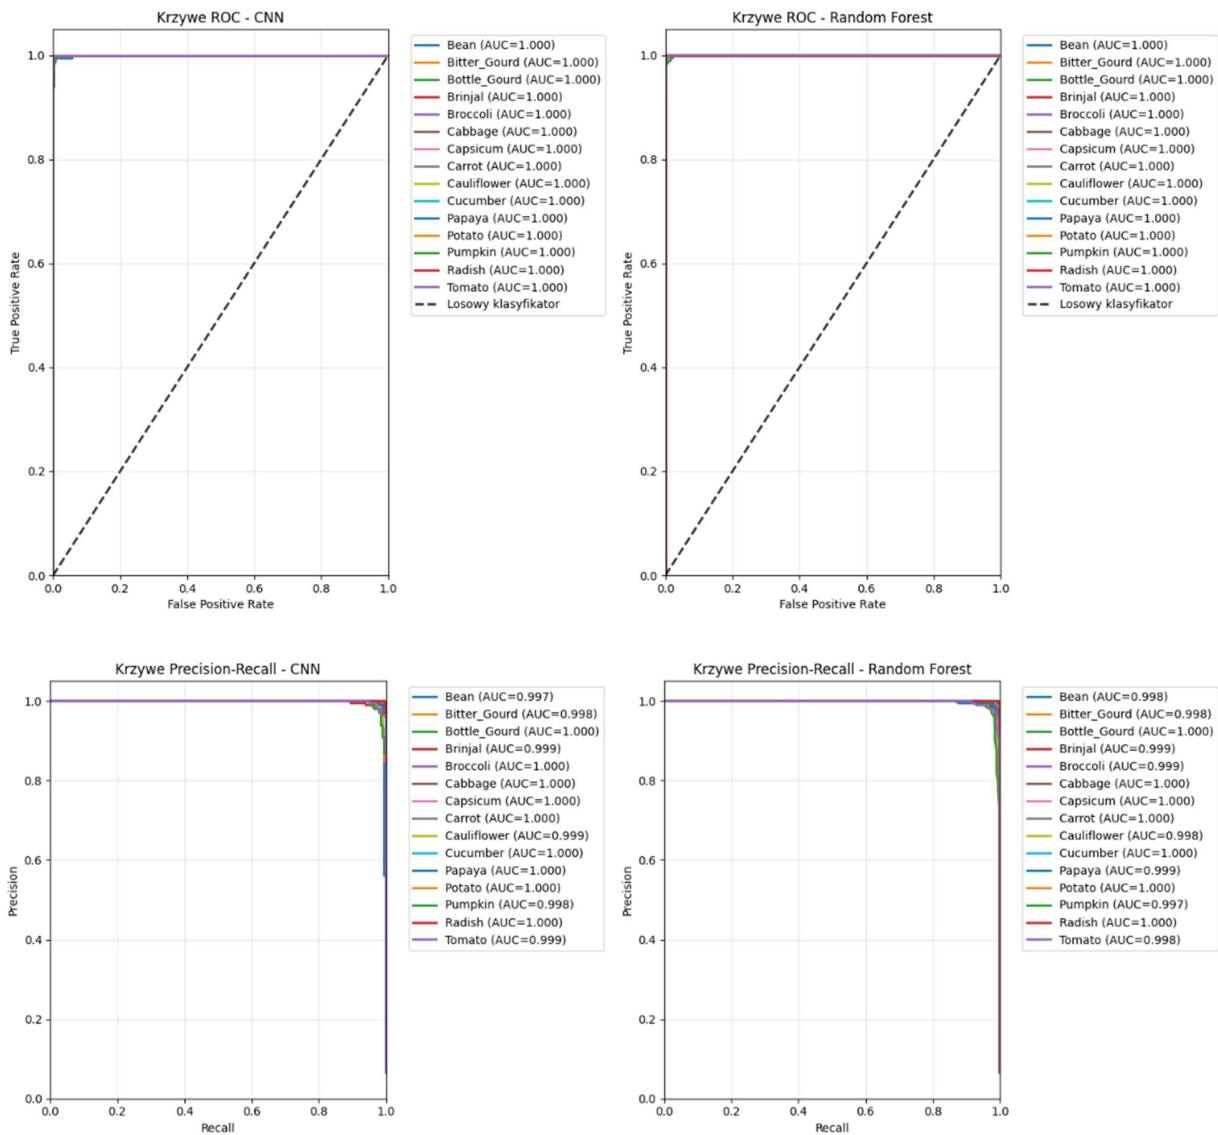 Krzywe ROC - CNN
True Positive Rate
1.0
0.8
0.6
0.4
0.2
0.0
0.0 0.2 0.4 0.6 0.8 1.0
False Positive Rate
Bean (AUC=1.000)
Bitter_Gourd (AUC=1.000)
Bottle_Gourd (AUC=1.000)
Brinjal (AUC=1.000)
Broccoli (AUC=1.000)
Cabbage (AUC=1.000)
Capsicum (AUC=1.000)
Carrot (AUC=1.000)
Cauliflower (AUC=1.000)
Cucumber (AUC=1.000)
Papaya (AUC=1.000)
Potato (AUC=1.000)
Pumpkin (AUC=1.000)
Radish (AUC=1.000)
Tomato (AUC=1.000)
Losowy klasyfikator
Krzywe ROC - Random Forest
True Positive Rate
1.0
0.8
0.6
0.4
0.2
0.0
0.0 0.2 0.4 0.6 0.8 1.0
False Positive Rate
Bean (AUC=1.000)
Bitter_Gourd (AUC=1.000)
Bottle_Gourd (AUC=1.000)
Brinjal (AUC=1.000)
Broccoli (AUC=1.000)
Cabbage (AUC=1.000)
Capsicum (AUC=1.000)
Carrot (AUC=1.000)
Cauliflower (AUC=1.000)
Cucumber (AUC=1.000)
Papaya (AUC=1.000)
Potato (AUC=1.000)
Pumpkin (AUC=1.000)
Radish (AUC=1.000)
Tomato (AUC=1.000)
Losowy klasyfikator
Krzywe Precision-Recall - CNN
Precision
1.0
0.8
0.6
0.4
0.2
0.0
0.0 0.2 0.4 0.6 0.8 1.0
Recall
Bean (AUC=0.997)
Bitter_Gourd (AUC=0.998)
Bottle_Gourd (AUC=1.000)
Brinjal (AUC=0.999)
Broccoli (AUC=1.000)
Cabbage (AUC=1.000)
Capsicum (AUC=1.000)
Carrot (AUC=1.000)
Cauliflower (AUC=0.999)
Cucumber (AUC=1.000)
Papaya (AUC=1.000)
Potato (AUC=1.000)
Pumpkin (AUC=0.998)
Radish (AUC=1.000)
Tomato (AUC=0.999)
Krzywe Precision-Recall - Random Forest
Precision
1.0
0.8
0.6
0.4
0.2
0.0
0.0 0.2 0.4 0.6 0.8 1.0
Recall
Bean (AUC=0.998)
Bitter_Gourd (AUC=0.998)
Bottle_Gourd (AUC=1.000)
Brinjal (AUC=0.999)
Broccoli (AUC=0.999)
Cabbage (AUC=1.000)
Capsicum (AUC=1.000)
Carrot (AUC=1.000)
Cauliflower (AUC=0.998)
Cucumber (AUC=1.000)
Papaya (AUC=0.999)
Potato (AUC=1.000)
Pumpkin (AUC=0.997)
Radish (AUC=1.000)
Tomato (AUC=0.998)